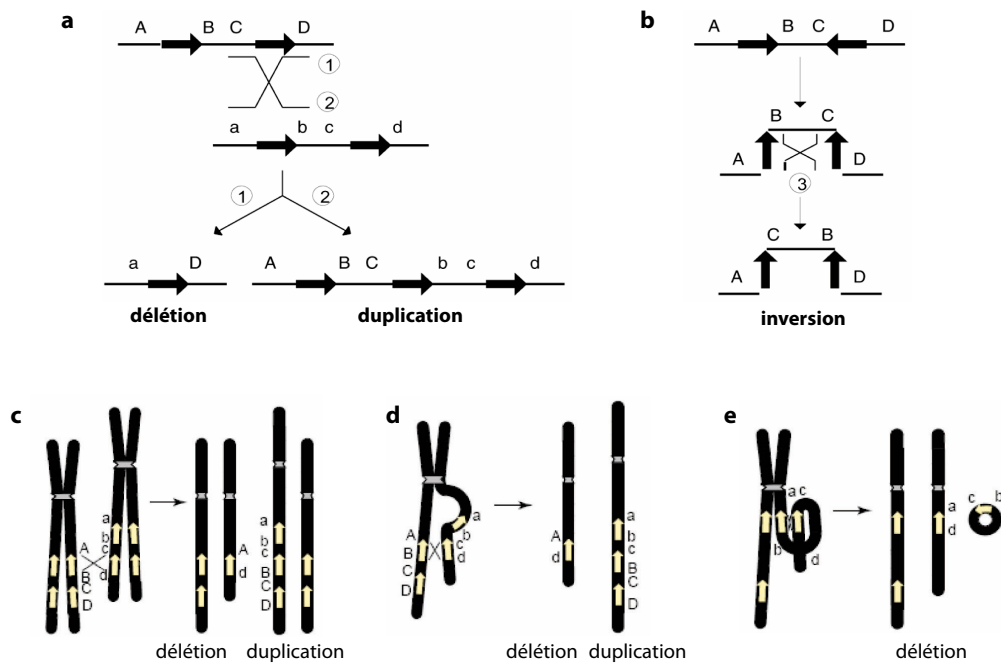 a
A B C D
1
2
a b c d
1 2
a D A B C b c d
délétion duplication
b
A B C D
B C
A D
3
C B
A D
inversion
c
A
B
C
D
a
b
c
d
A
d
a
b
c
B
C
D
délétion duplication
d
A
B
C
D
a
b
c
d
A
d
a
b
c
B
C
D
délétion duplication
e
a c
b d
a
d
c b
délétion